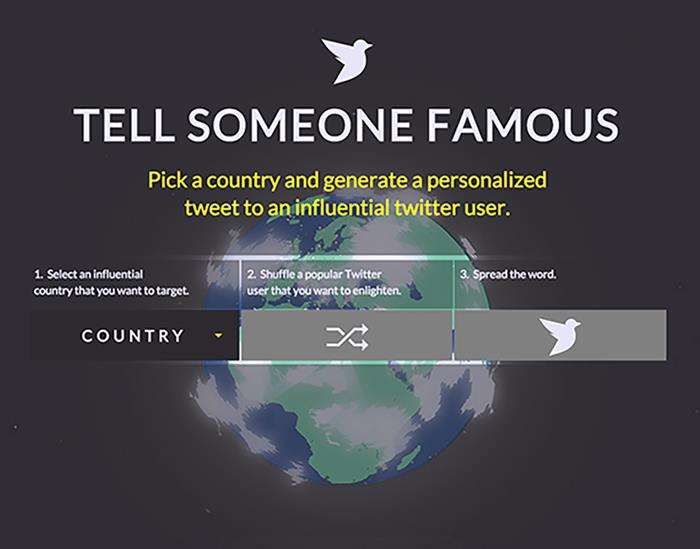 TELL SOMEONE FAMOUS
Pick a country and generate a personalized
tweet to an influential twitter user.
1. Select an influential
country that you want to target.
2. Shuffle a popular Twitter
user that you want to enlighten.
3. Spread the word.
COUNTRY